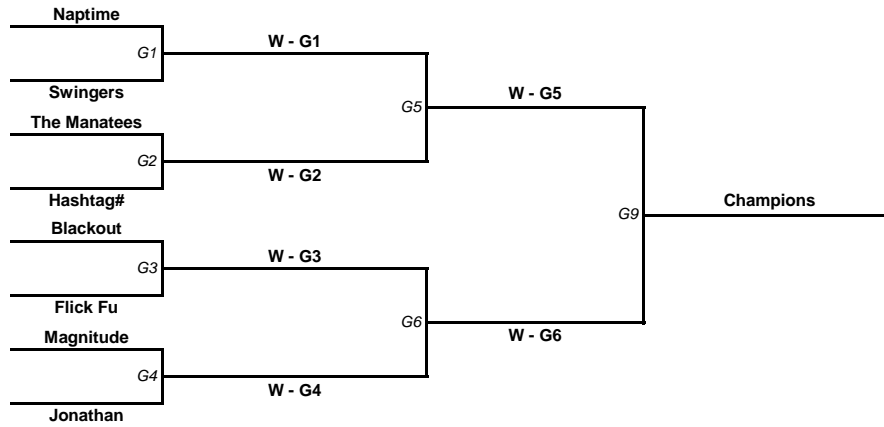 Naptime
G1
W - G1
Swingers
G5
W - G5
The Manatees
G2
W - G2
Hashtag#
G9
Champions
Blackout
G3
W - G3
Flick Fu
G6
W - G6
Magnitude
G4
W - G4
Jonathan